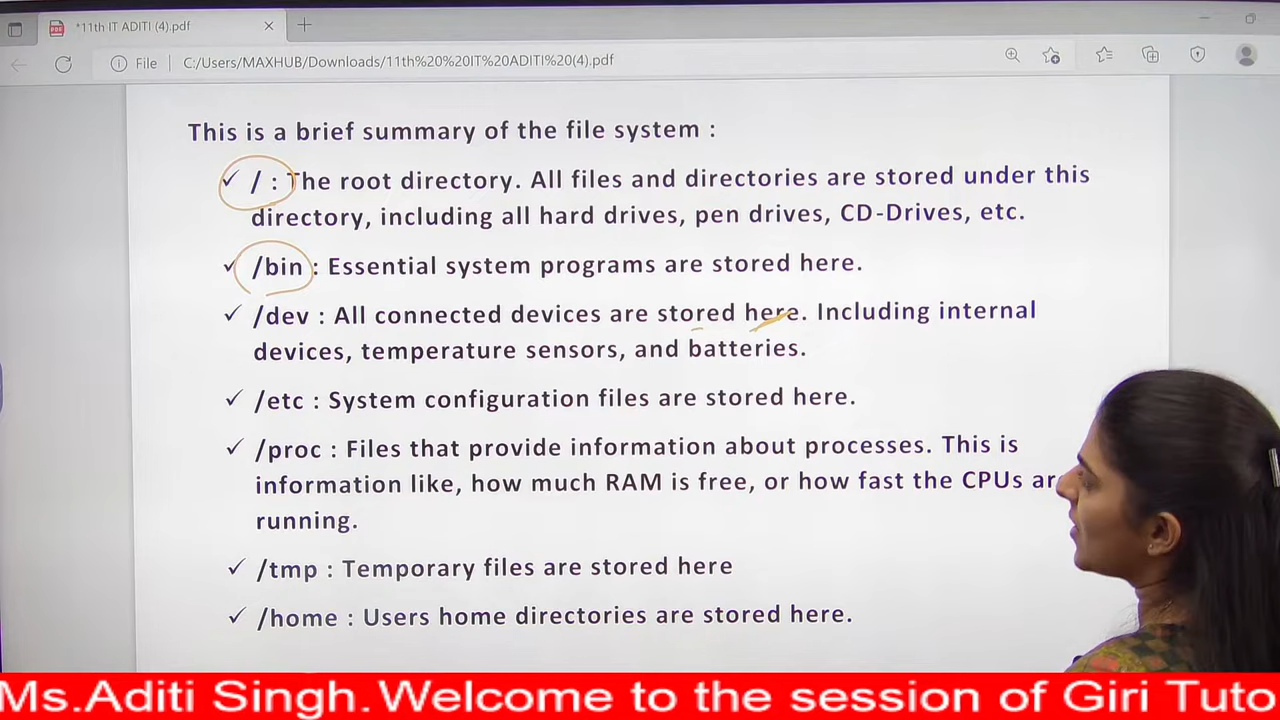 *11th IT ADITI (4).pdf
File C:/Users/MAXHUB/Downloads/11th%20%20IT%20ADITI%20(4).pdf
This is a brief summary of the file system :
✓ / : The root directory. All files and directories are stored under this
directory, including all hard drives, pen drives, CD-Drives, etc.
✓ /bin : Essential system programs are stored here.
✓ /dev : All connected devices are stored here. Including internal
devices, temperature sensors, and batteries.
✓ /etc : System configuration files are stored here.
✓ /proc : Files that provide information about processes. This is
information like, how much RAM is free, or how fast the CPUs ar
running.
✓ /tmp : Temporary files are stored here
✓ /home : Users home directories are stored here.
Ms.Aditi Singh.Welcome to the session of Giri Tuto